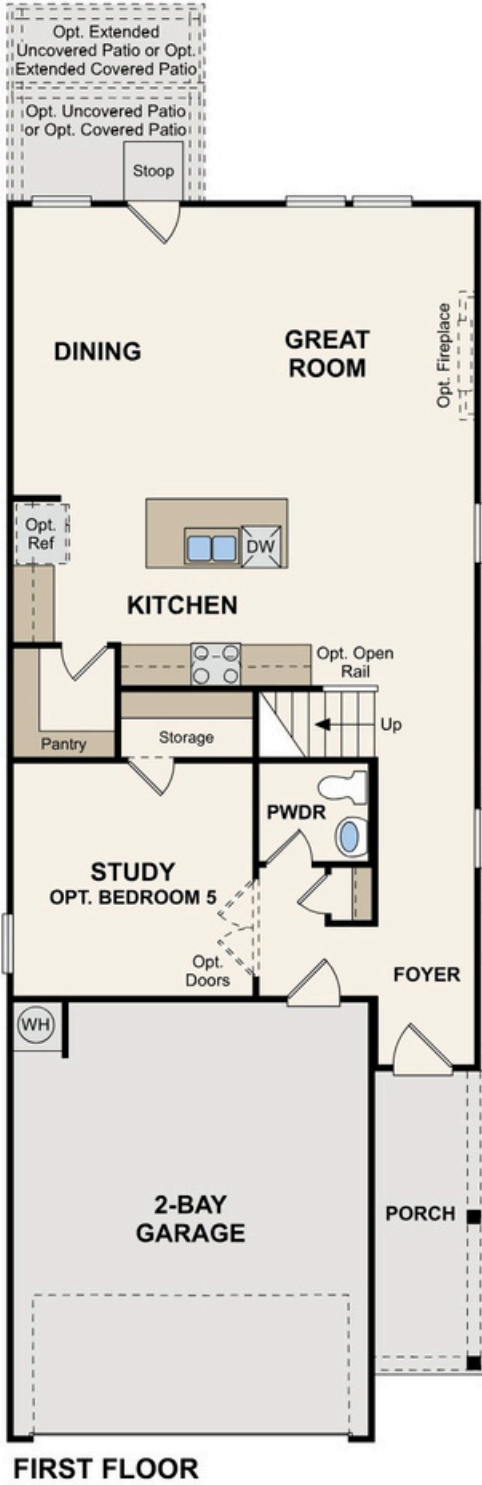 Opt. Extended
Uncovered Patio or Opt.
Extended Covered Patio
Opt. Uncovered Patio
or Opt. Covered Patio
Stoop
DINING
GREAT
ROOM
Opt. Fireplace
Opt.
Ref
DW
KITCHEN
Opt. Open
Rail
Pantry
Storage
Up
PWDR
STUDY
OPT. BEDROOM 5
Opt.
Doors
FOYER
WH
2-BAY
GARAGE
PORCH
FIRST FLOOR